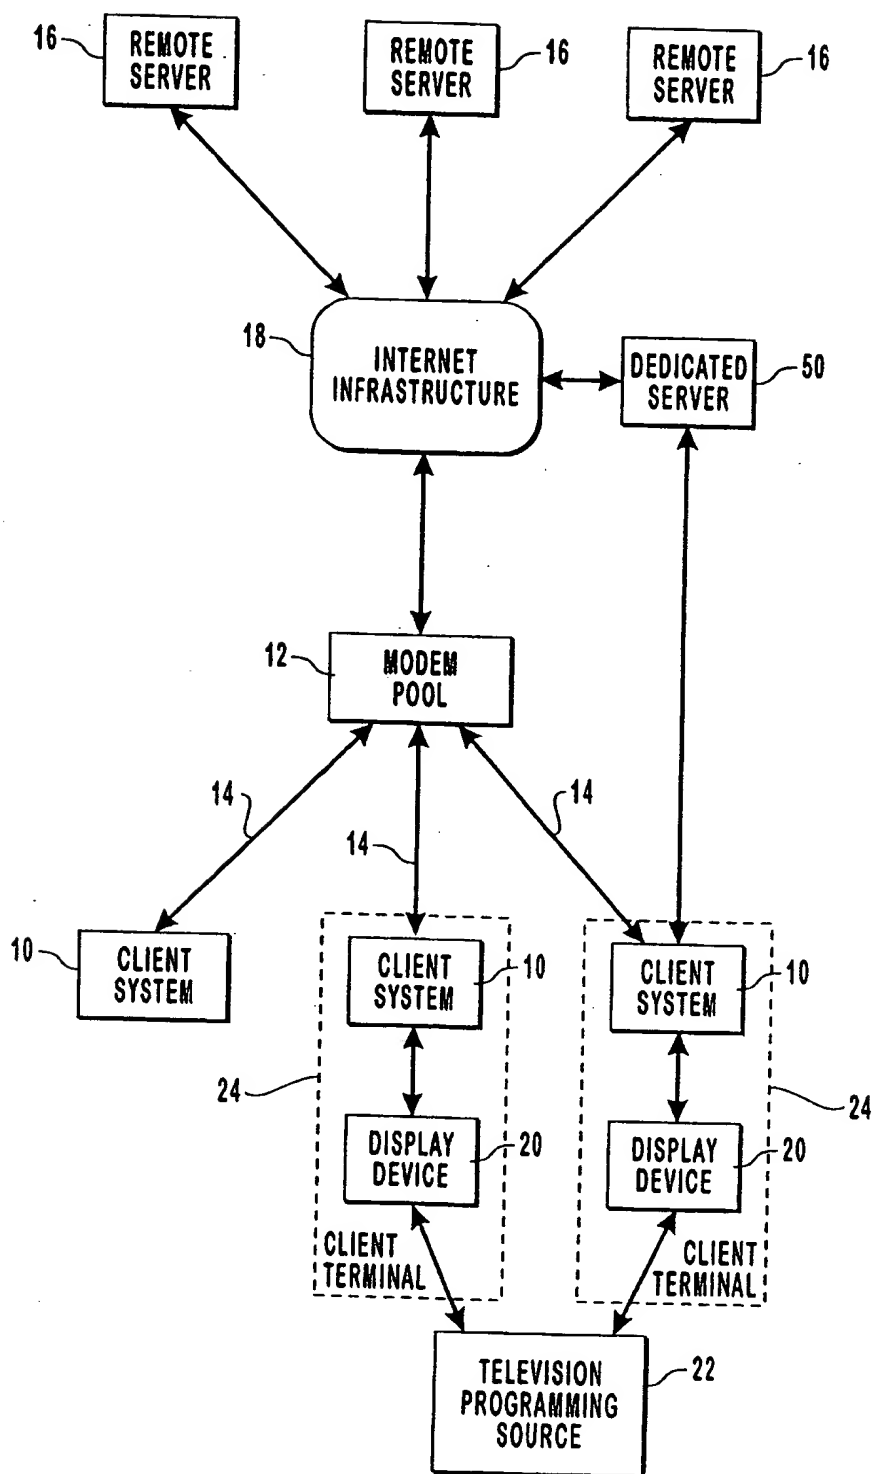 16
REMOTE
SERVER
REMOTE
SERVER
16
REMOTE
SERVER
16
18
INTERNET
INFRASTRUCTURE
DEDICATED
SERVER
50
12
MODEM
POOL
14
14
14
10
CLIENT
SYSTEM
CLIENT
SYSTEM
10
CLIENT
SYSTEM
10
24
24
DISPLAY
DEVICE
20
DISPLAY
DEVICE
20
CLIENT
TERMINAL
CLIENT
TERMINAL
TELEVISION
PROGRAMMING
SOURCE
22